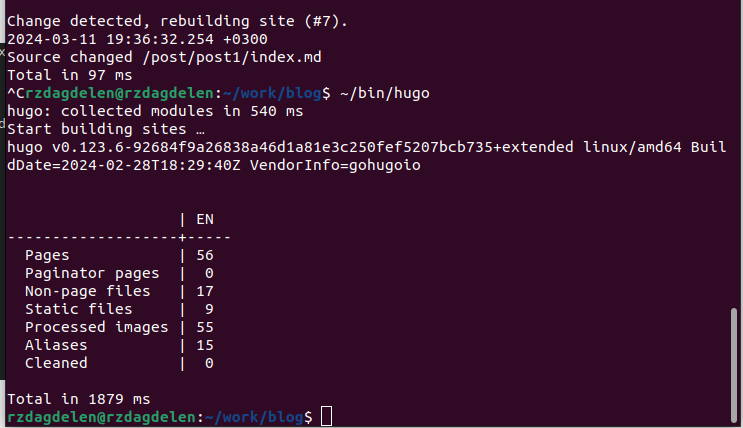 Change detected, rebuilding site (#7).
2024-03-11 19:36:32.254 +0300
Source changed /post/post1/index.md
Total in 97 ms
^Crzdagdelen@rzdagdelen:~/work/blog$ ~/bin/hugo
hugo: collected modules in 540 ms
Start building sites …
hugo v0.123.6-92684f9a26838a46d1a81e3c250fef5207bcb735+extended linux/amd64 Buil
dDate=2024-02-28T18:29:40Z VendorInfo=gohugoio
                   | EN
-------------------+-----
  Pages            | 56
  Paginator pages  |  0
  Non-page files   | 17
  Static files     |  9
  Processed images | 55
  Aliases          | 15
  Cleaned          |  0
Total in 1879 ms
rzdagdelen@rzdagdelen:~/work/blog$